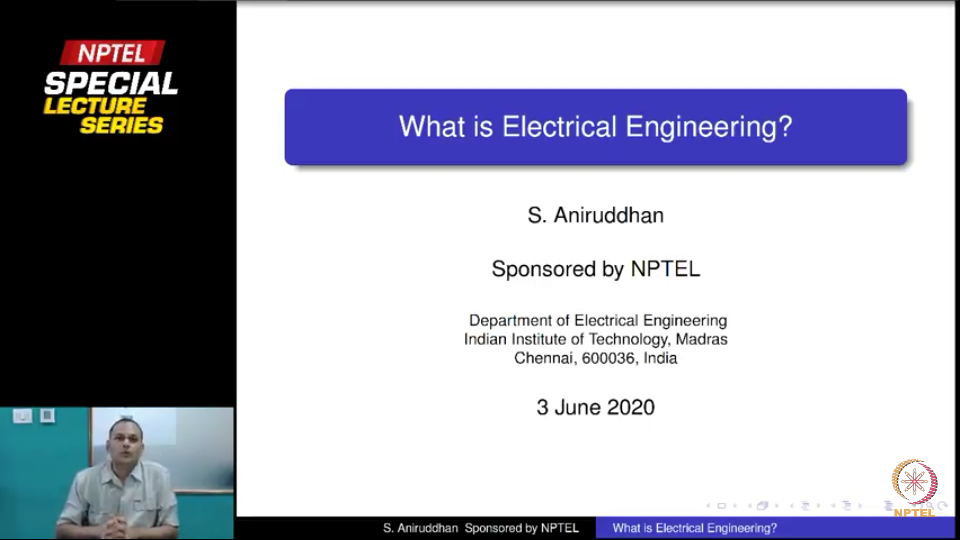 NPTEL
SPECIAL
LECTURE
SERIES
What is Electrical Engineering?
S. Aniruddhan
Sponsored by NPTEL
Department of Electrical Engineering
Indian Institute of Technology, Madras
Chennai, 600036, India
3 June 2020
NPTEL
S. Aniruddhan Sponsored by NPTEL
What is Electrical Engineering?